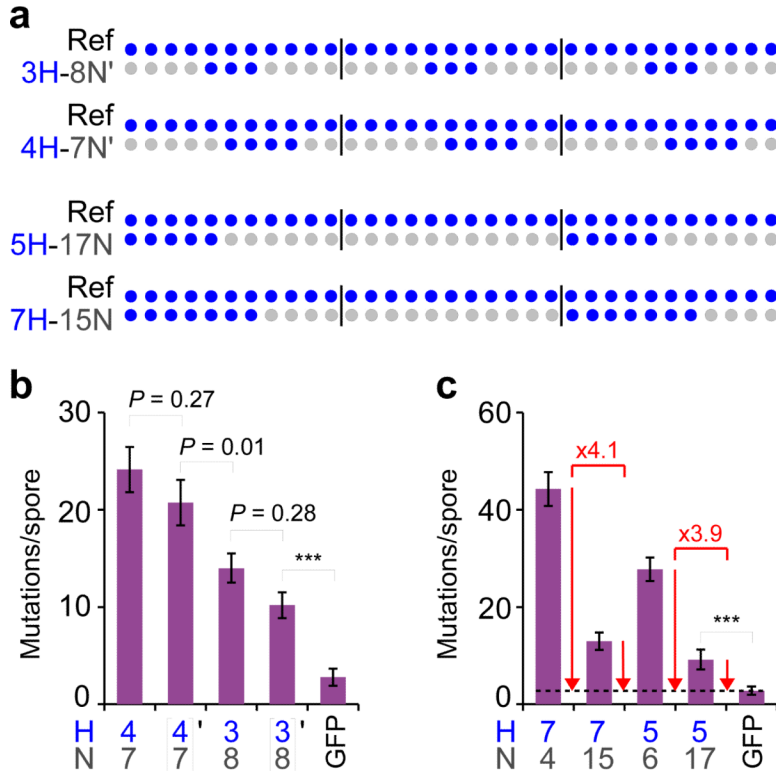 a
Ref
3H-8N'
Ref
4H-7N'
Ref
5H-17N
Ref
7H-15N
b
30
20
10
0
Mutations/spore
P = 0.27
P = 0.01
P = 0.28
***
H 4 4' 3 3' GFP
N 7 7 8 8
c
60
40
20
0
Mutations/spore
x4.1
x3.9
***
H 7 7 5 5 GFP
N 4 15 6 17